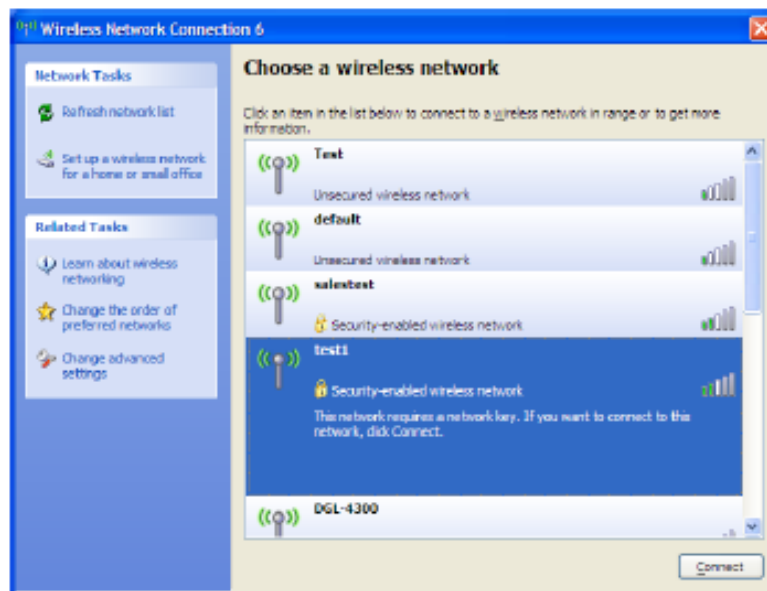 Wireless Network Connection 6
Network Tasks
Refresh network list
Set up a wireless network
for a home or small office
Related Tasks
Learn about wireless
networking
Change the order of
preferred networks
Change advanced
settings
Choose a wireless network
Click an item in the list below to connect to a wireless network in range or to get more
information.
Test
Unsecured wireless network
default
Unsecured wireless network
salestest
Security-enabled wireless network
test1
Security-enabled wireless network
This network requires a network key. If you want to connect to this
network, click Connect.
DGL-4300
Connect